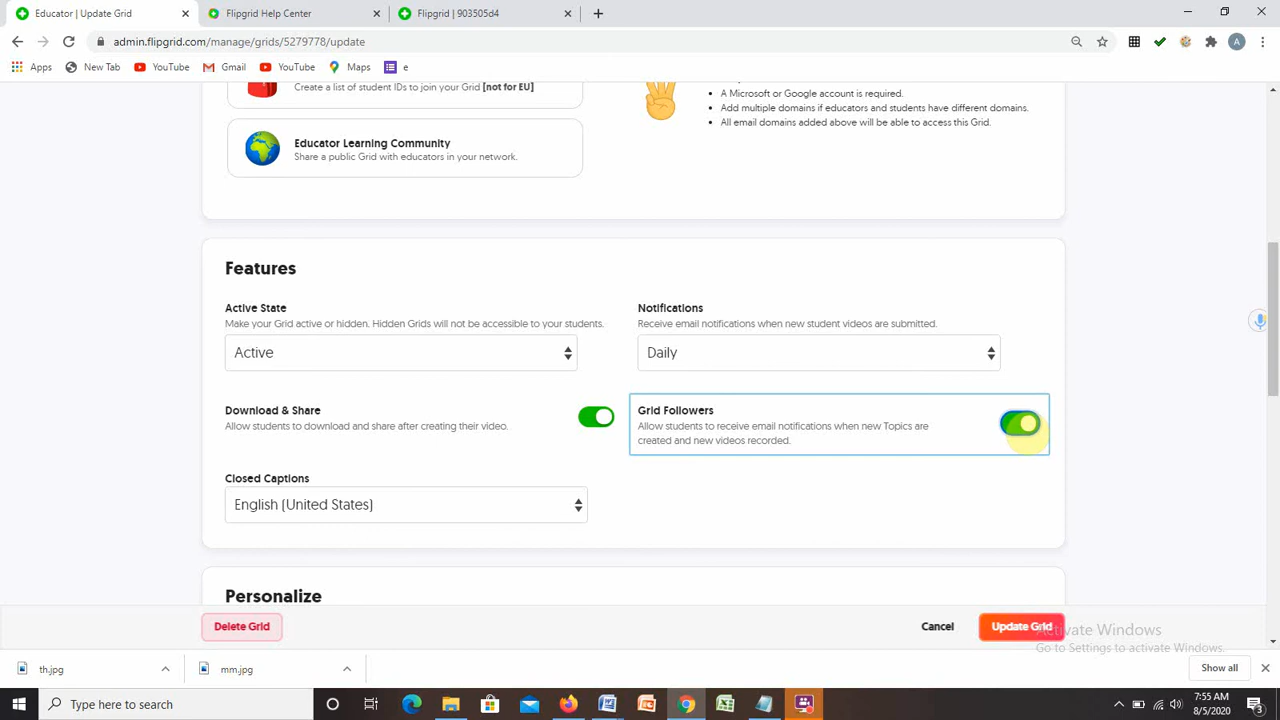 Educator | Update Grid
Flipgrid Help Center
Flipgrid | 903505d4
admin.flipgrid.com/manage/grids/5279778/update
A
Apps
New Tab
YouTube
Gmail
YouTube
Maps
e
Create a list of student IDs to join your Grid [not for EU]
Educator Learning Community
Share a public Grid with educators in your network.
• A Microsoft or Google account is required.
• Add multiple domains if educators and students have different domains.
• All email domains added above will be able to access this Grid.
Features
Active State
Make your Grid active or hidden. Hidden Grids will not be accessible to your students.
Active
Notifications
Receive email notifications when new student videos are submitted.
Daily
Download & Share
Allow students to download and share after creating their video.
Grid Followers
Allow students to receive email notifications when new Topics are
created and new videos recorded.
Closed Captions
English (United States)
Personalize
Delete Grid
Cancel
Update Grid
Activate Windows
Go to Settings to activate Windows.
th.jpg
mm.jpg
Show all
Type here to search
7:55 AM
8/5/2020
3